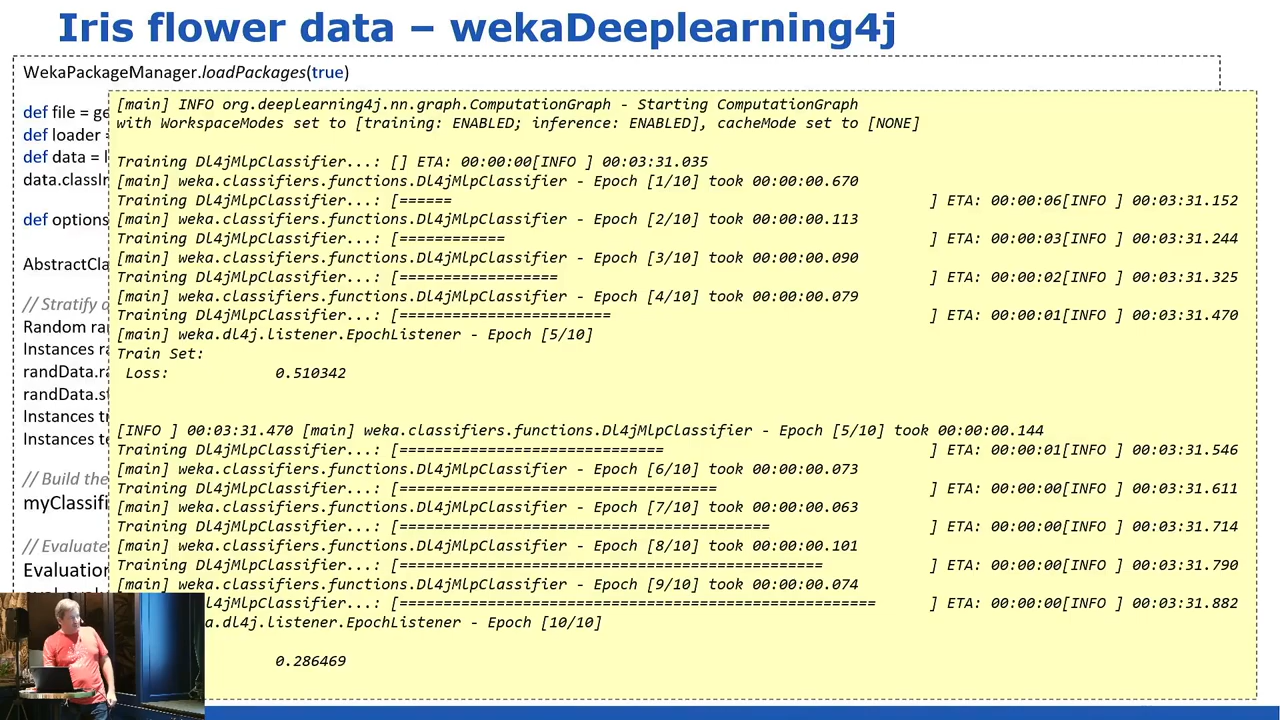 Iris flower data – wekaDeeplearning4j
WekaPackageManager.loadPackages(true)
def file = ge
def loader =
def data = l
data.classIn
def options
AbstractCla
// Stratify a
Random ra
Instances ra
randData.ra
randData.st
Instances tr
Instances te
// Build the
myClassifi
// Evaluate
Evaluation
[main] INFO org.deeplearning4j.nn.graph.ComputationGraph - Starting ComputationGraph
with WorkspaceModes set to [training: ENABLED; inference: ENABLED], cacheMode set to [NONE]
Training Dl4jMlpClassifier...: [] ETA: 00:00:00[INFO ] 00:03:31.035
[main] weka.classifiers.functions.Dl4jMlpClassifier - Epoch [1/10] took 00:00:00.670
Training Dl4jMlpClassifier...: [====== ] ETA: 00:00:06[INFO ] 00:03:31.152
[main] weka.classifiers.functions.Dl4jMlpClassifier - Epoch [2/10] took 00:00:00.113
Training Dl4jMlpClassifier...: [============ ] ETA: 00:00:03[INFO ] 00:03:31.244
[main] weka.classifiers.functions.Dl4jMlpClassifier - Epoch [3/10] took 00:00:00.090
Training Dl4jMlpClassifier...: [================== ] ETA: 00:00:02[INFO ] 00:03:31.325
[main] weka.classifiers.functions.Dl4jMlpClassifier - Epoch [4/10] took 00:00:00.079
Training Dl4jMlpClassifier...: [======================== ] ETA: 00:00:01[INFO ] 00:03:31.470
[main] weka.dl4j.listener.EpochListener - Epoch [5/10]
Train Set:
Loss: 0.510342
[INFO ] 00:03:31.470 [main] weka.classifiers.functions.Dl4jMlpClassifier - Epoch [5/10] took 00:00:00.144
Training Dl4jMlpClassifier...: [============================== ] ETA: 00:00:01[INFO ] 00:03:31.546
[main] weka.classifiers.functions.Dl4jMlpClassifier - Epoch [6/10] took 00:00:00.073
Training Dl4jMlpClassifier...: [==================================== ] ETA: 00:00:00[INFO ] 00:03:31.611
[main] weka.classifiers.functions.Dl4jMlpClassifier - Epoch [7/10] took 00:00:00.063
Training Dl4jMlpClassifier...: [========================================== ] ETA: 00:00:00[INFO ] 00:03:31.714
[main] weka.classifiers.functions.Dl4jMlpClassifier - Epoch [8/10] took 00:00:00.101
Training Dl4jMlpClassifier...: [================================================ ] ETA: 00:00:00[INFO ] 00:03:31.790
[main] weka.classifiers.functions.Dl4jMlpClassifier - Epoch [9/10] took 00:00:00.074
4jMlpClassifier...: [====================================================== ] ETA: 00:00:00[INFO ] 00:03:31.882
a.dl4j.listener.EpochListener - Epoch [10/10]
0.286469